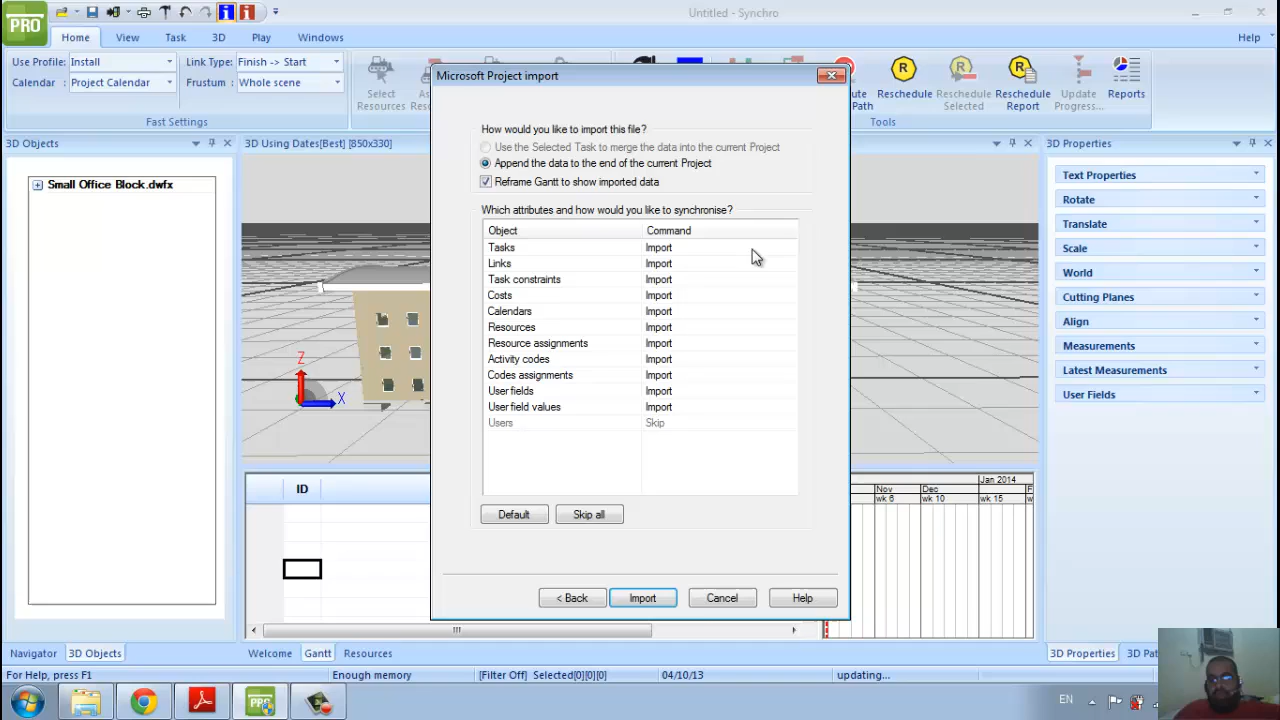 Untitled - Synchro
PRO
Home View Task 3D Play Windows Help
Use Profile: Install Link Type: Finish -> Start
Calendar : Project Calendar Frustum : Whole scene
Fast Settings
Select Resources
Reschedule
Reschedule Selected
Reschedule Report
Update Progress...
Reports
Path
Tools
3D Objects
Small Office Block.dwfx
3D Using Dates[Best] [850x330]
Z
X
Microsoft Project import
How would you like to import this file?
Use the Selected Task to merge the data into the current Project
Append the data to the end of the current Project
Reframe Gantt to show imported data
Which attributes and how would you like to synchronise?
Object Command
Tasks Import
Links Import
Task constraints Import
Costs Import
Calendars Import
Resources Import
Resource assignments Import
Activity codes Import
Codes assignments Import
User fields Import
User field values Import
Users Skip
Default Skip all
< Back Import Cancel Help
3D Properties
Text Properties
Rotate
Translate
Scale
World
Cutting Planes
Align
Measurements
Latest Measurements
User Fields
ID
Jan 2014
Nov Dec
wk 6 wk 10 wk 15
Navigator 3D Objects Welcome Gantt Resources 3D Properties 3D Pat
For Help, press F1 Enough memory [Filter Off] Selected[0][0][0] 04/10/13 updating...
PRO
EN